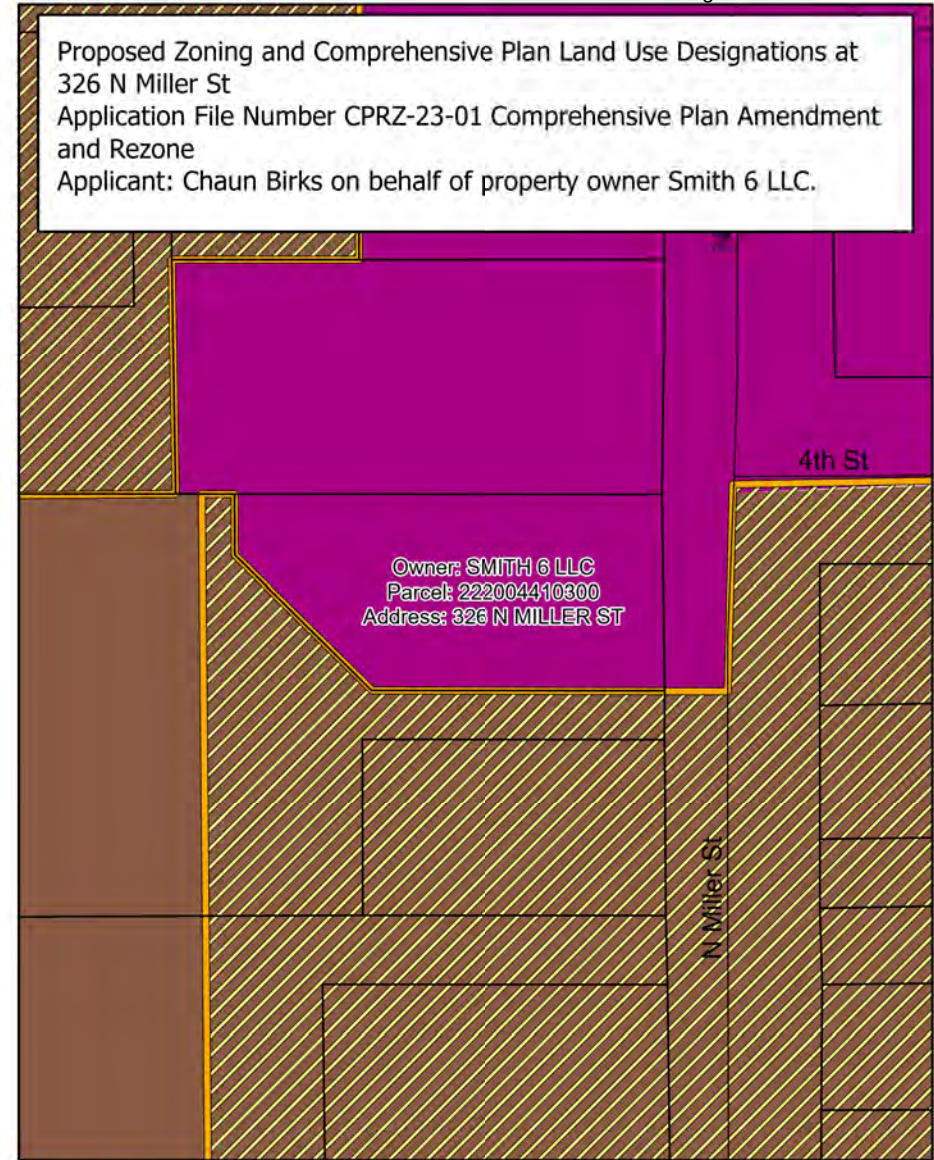 Proposed Zoning and Comprehensive Plan Land Use Designations at
326 N Miller St
Application File Number CPRZ-23-01 Comprehensive Plan Amendment
and Rezone
Applicant: Chaun Birks on behalf of property owner Smith 6 LLC.
4th St
Owner: SMITH 6 LLC
Parcel: 222004410300
Address: 326 N MILLER ST
N Miller St